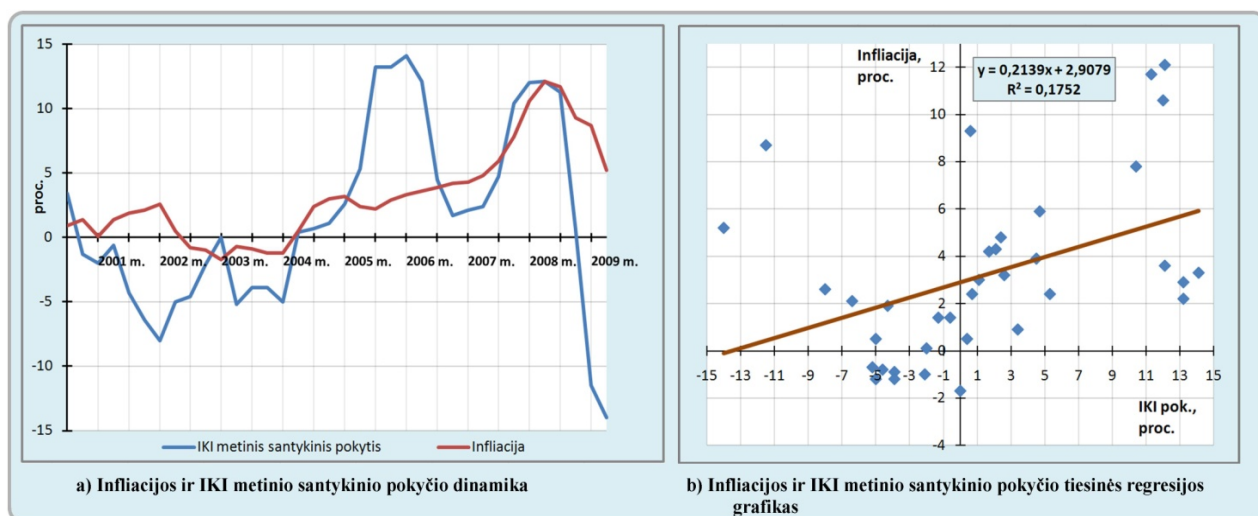 15
10
5
0
-5
-10
-15
proc.
2001 m. 2002 m. 2003 m. 2004 m. 2005 m. 2006 m. 2007 m. 2008 m. 2009 m.
IKI metinis santykinis pokytis
Infliacija
a) Infliacijos ir IKI metinio santykinio pokyčio dinamika
Infliacija,
proc.
y = 0,2139x + 2,9079
R² = 0,1752
12
10
8
6
4
2
0
-2
-4
-15 -13 -11 -9 -7 -5 -3 -1 1 3 5 7 9 11 13 15
IKI pok.,
proc.
b) Infliacijos ir IKI metinio santykinio pokyčio tiesinės regresijos
grafikas